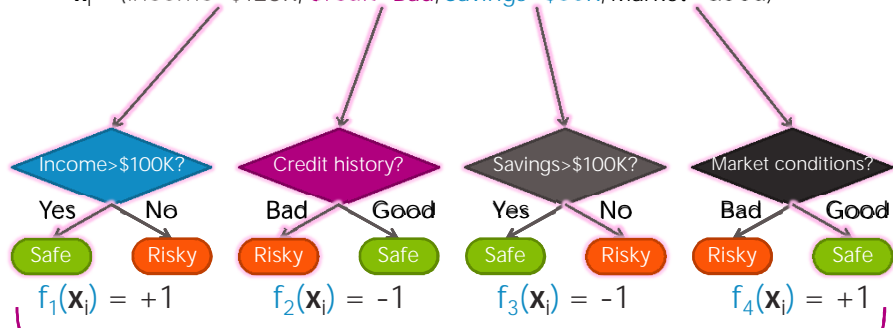 Income>$100K? Credit history? Savings>$100K? Market conditions?
Yes No Bad Good Yes No Bad Good
Safe Risky Risky Safe Safe Risky Risky Safe
f₁(xᵢ) = +1 f₂(xᵢ) = -1 f₃(xᵢ) = -1 f₄(xᵢ) = +1